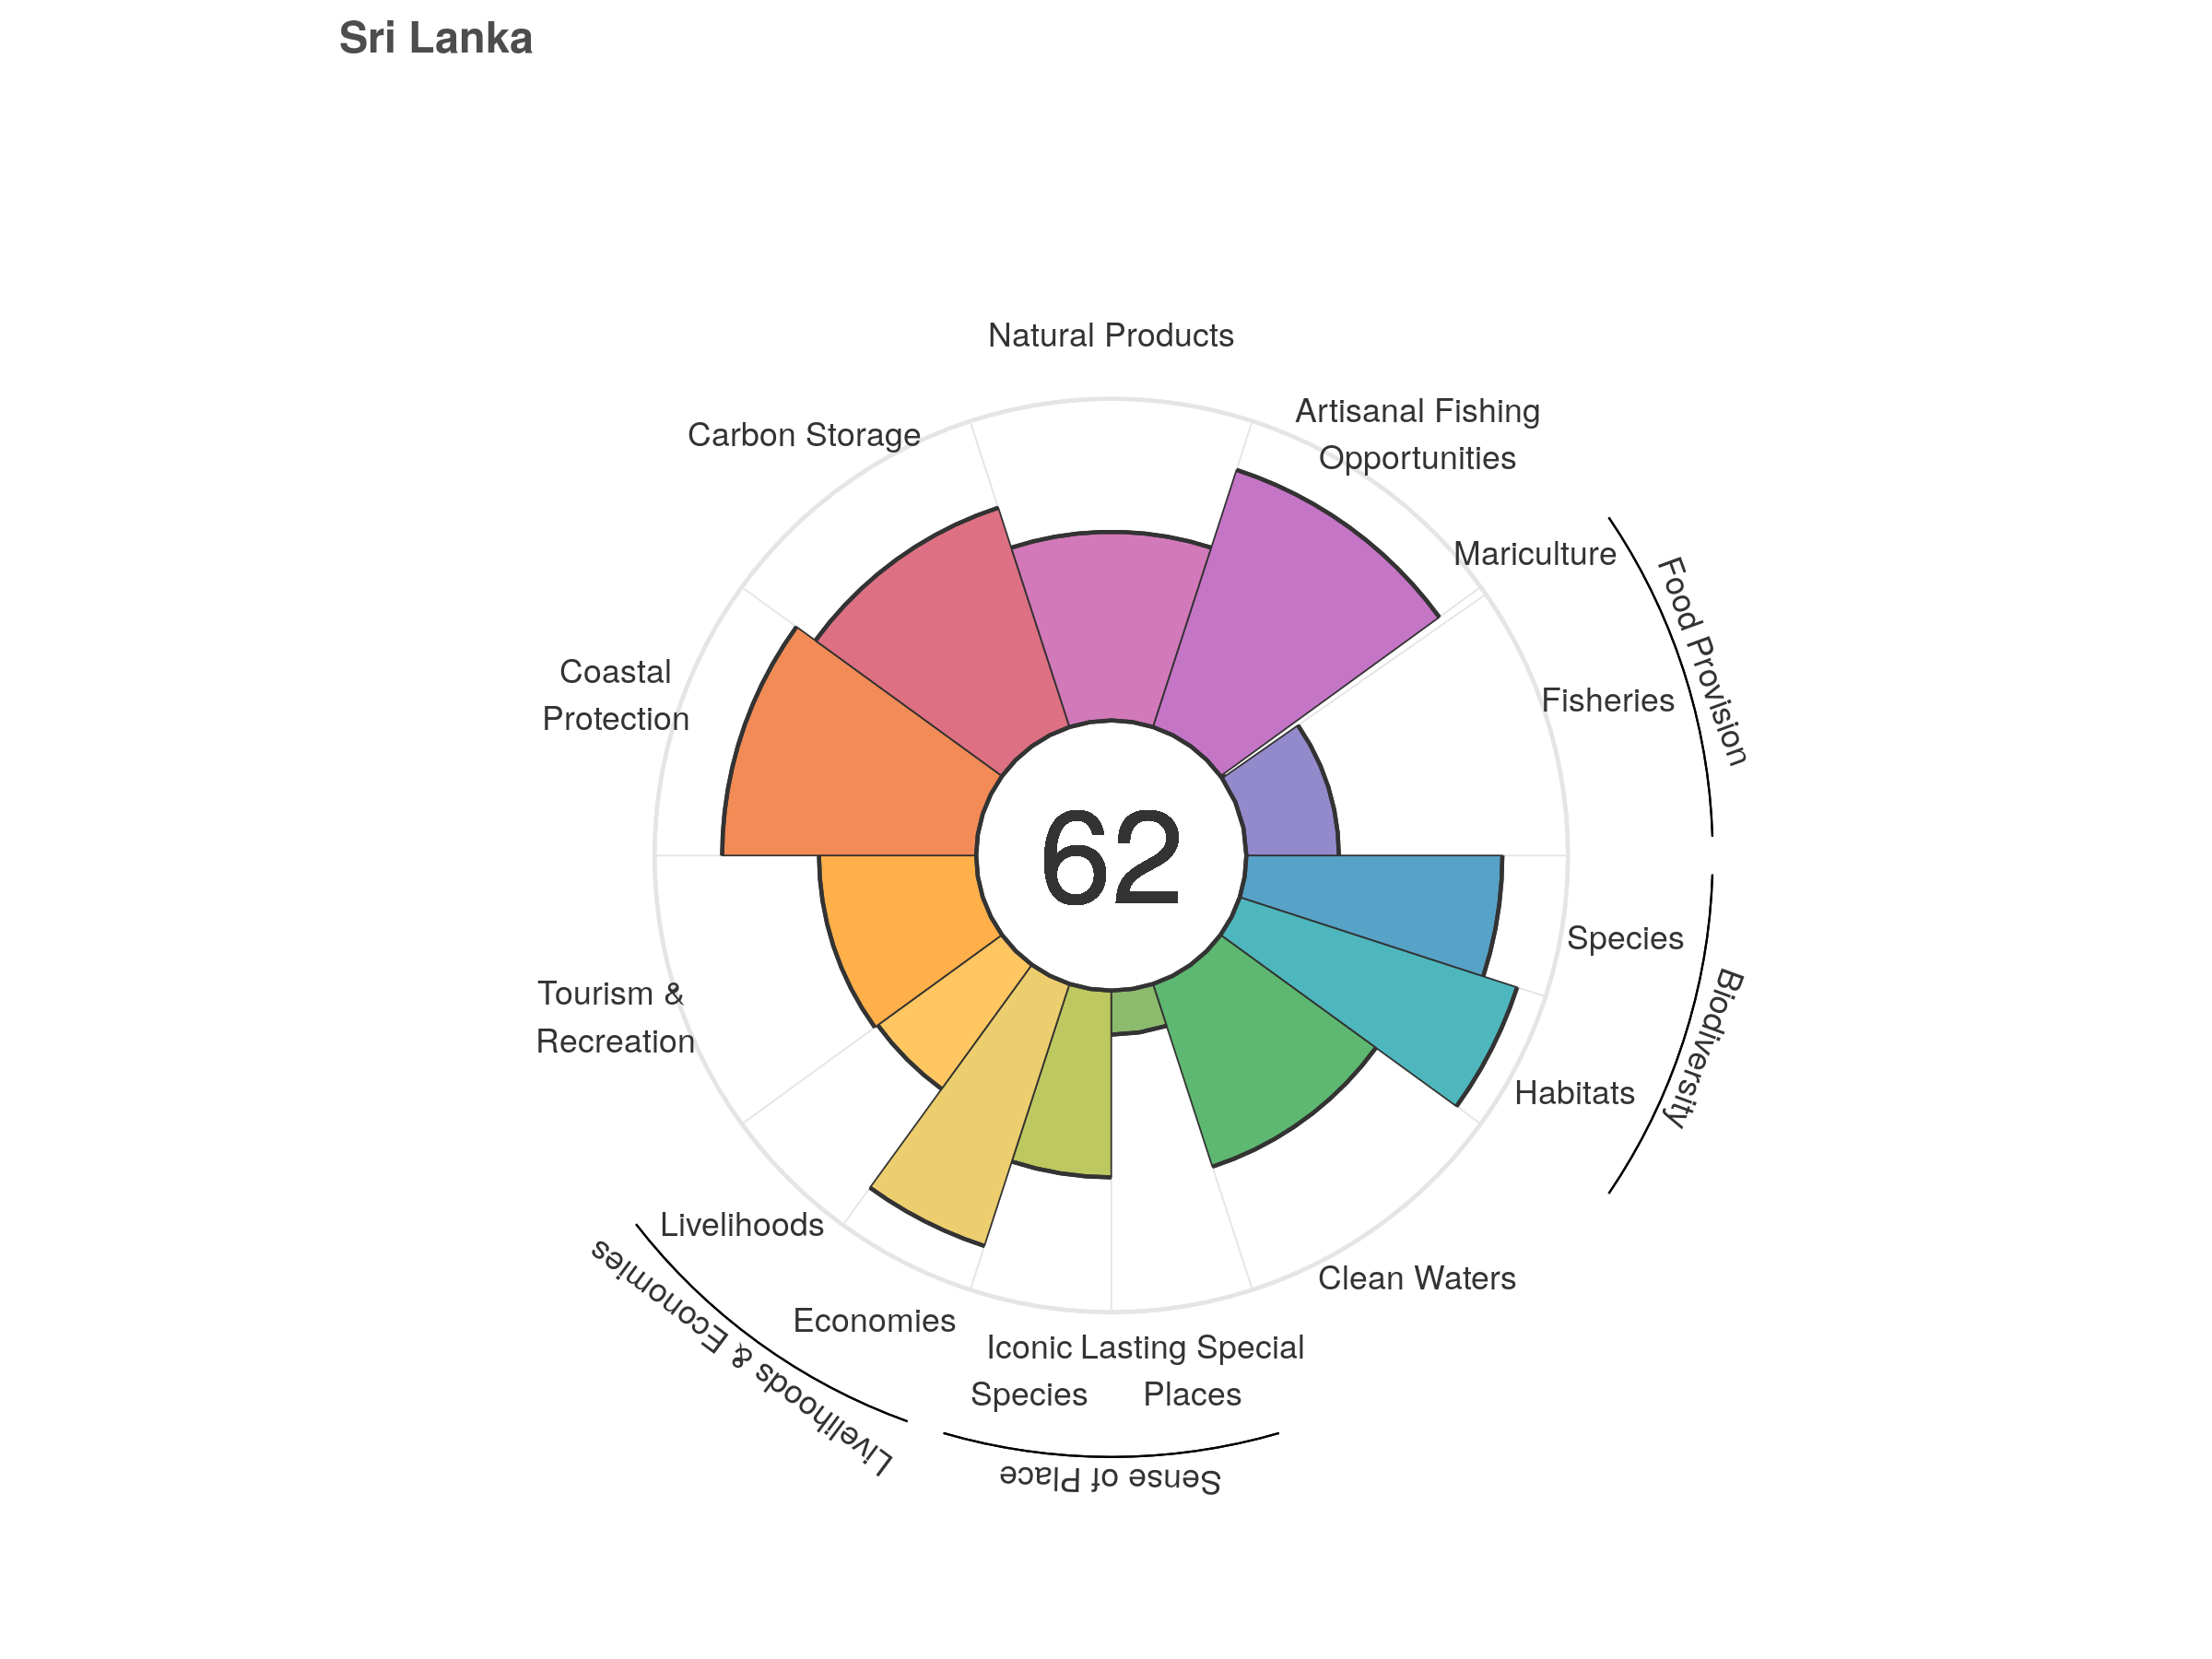 Sri Lanka
Natural Products
Artisanal Fishing
Opportunities
Carbon Storage
Mariculture
Food Provision
Coastal
Protection
Fisheries
62
Species
Biodiversity
Tourism &
Recreation
Habitats
Livelihoods
Clean Waters
Livelihoods & Economies
Economies
Iconic
Species
Lasting Special
Places
Sense of Place